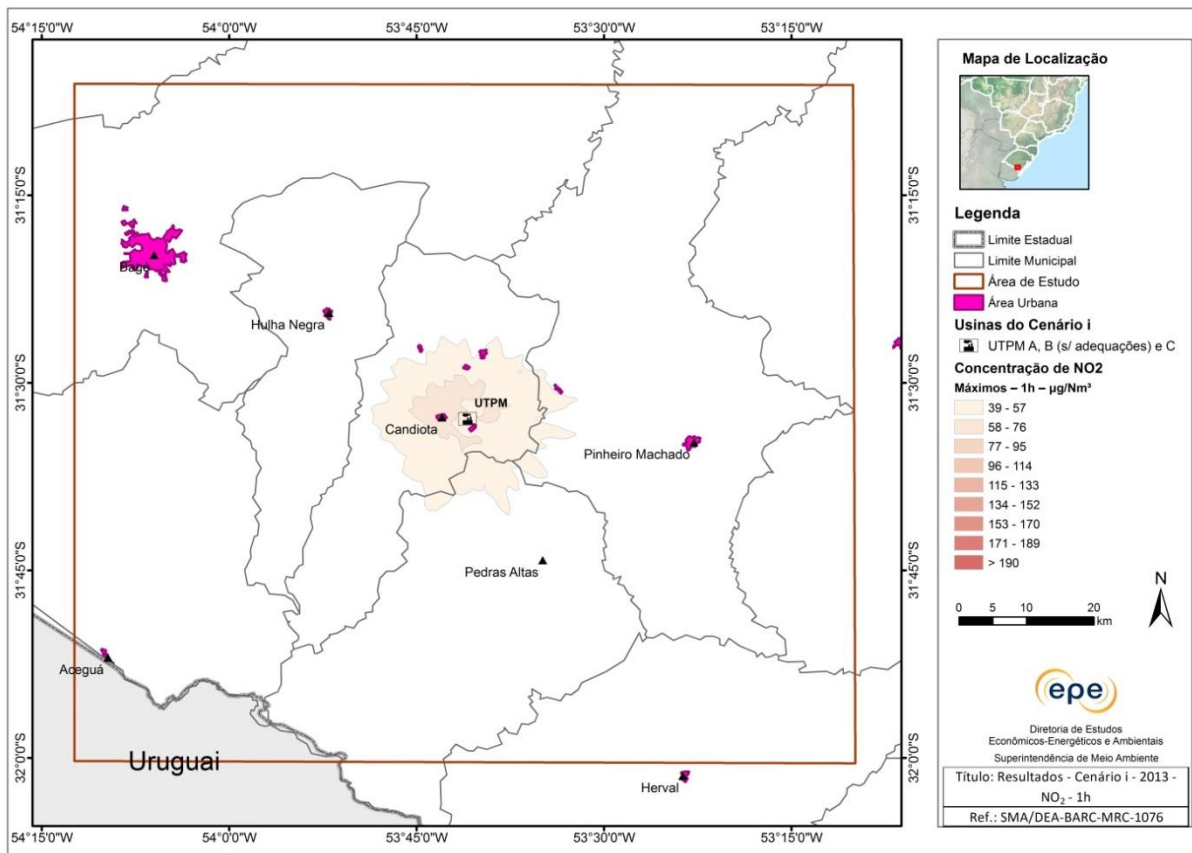 54°15'0"W
54°0'0"W
53°45'0"W
53°30'0"W
53°15'0"W
31°15'0"S
31°30'0"S
31°45'0"S
32°0'0"S
Bagé
Hulha Negra
UTPM
Candiota
Pinheiro Machado
Pedras Altas
Aceguá
Uruguai
Herval
31°15'0"S
31°30'0"S
31°45'0"S
32°0'0"S
54°15'0"W
54°0'0"W
53°45'0"W
53°30'0"W
53°15'0"W
Mapa de Localização
Legenda
Limite Estadual
Limite Municipal
Área de Estudo
Área Urbana
Usinas do Cenário i
UTPM A, B (s/ adequações) e C
Concentração de NO2
Máximos – 1h – µg/Nm³
39 - 57
58 - 76
77 - 95
96 - 114
115 - 133
134 - 152
153 - 170
171 - 189
> 190
N
0 5 10 20
km
epe
Diretoria de Estudos
Econômicos-Energéticos e Ambientais
Superintendência de Meio Ambiente
Título: Resultados - Cenário i - 2013 -
NO₂ - 1h
Ref.: SMA/DEA-BARC-MRC-1076